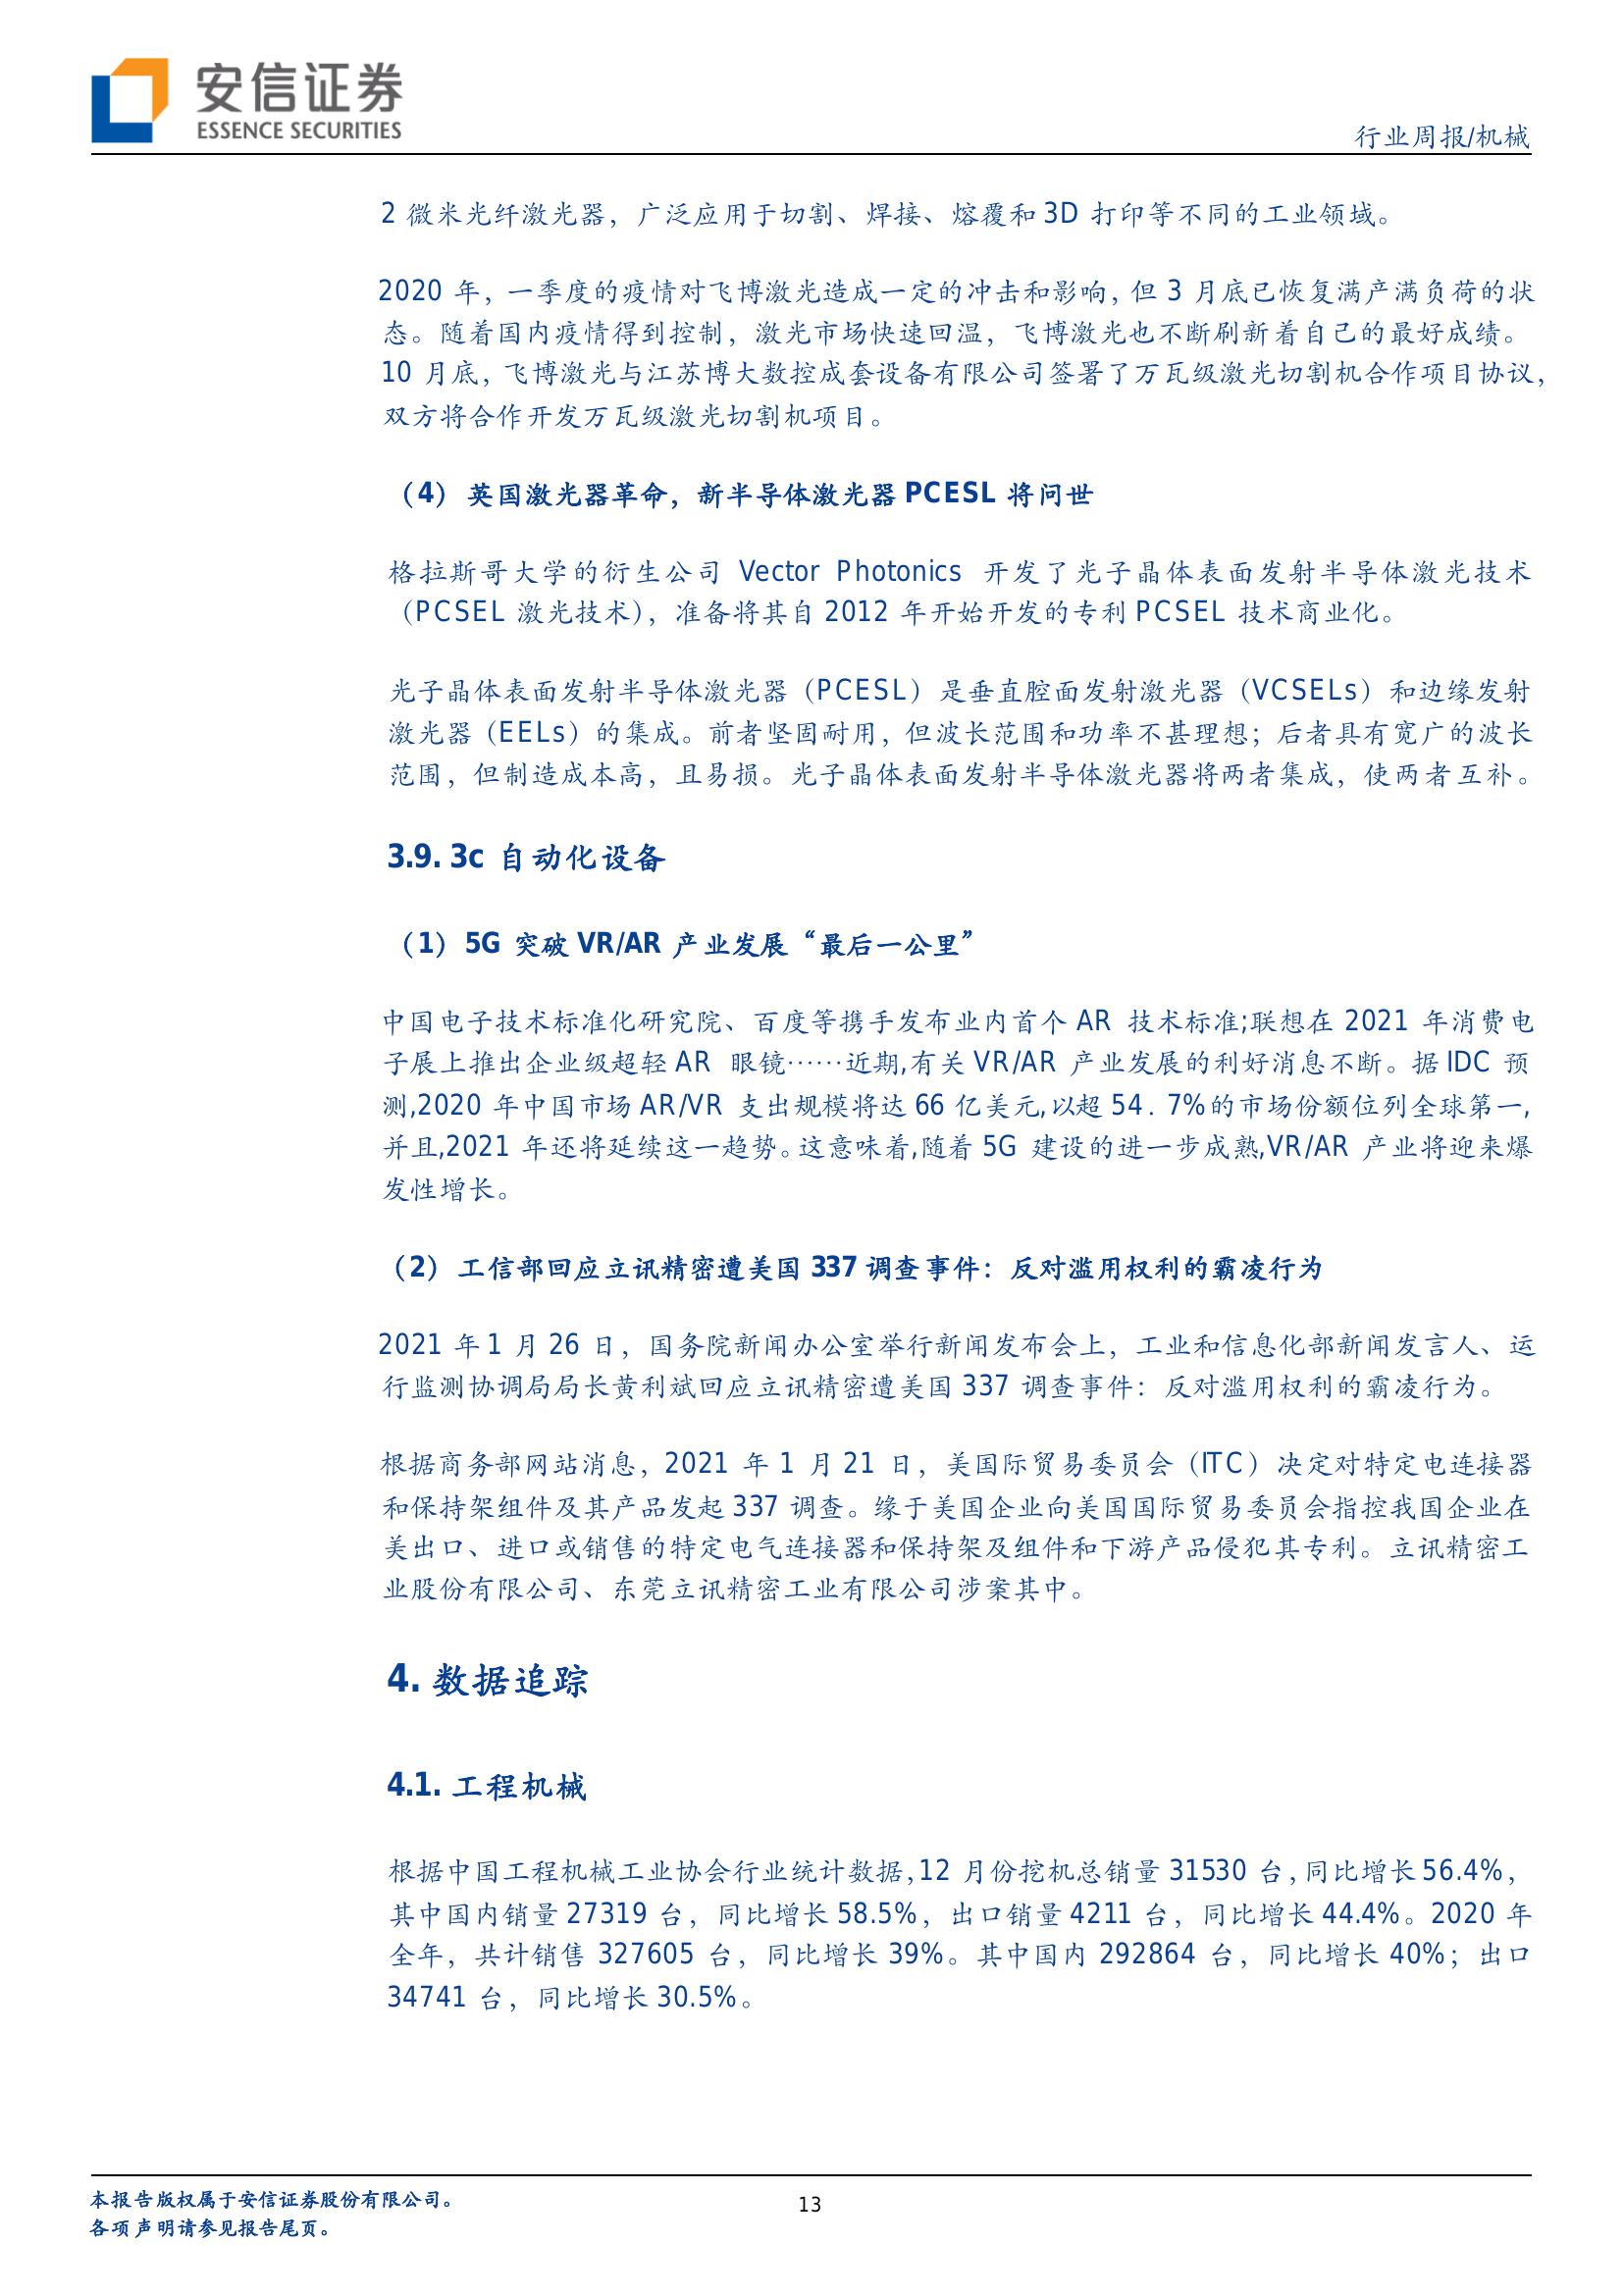 安信证券
ESSENCE SECURITIES
行业周报/机械
2 微米光纤激光器，广泛应用于切割、焊接、熔覆和 3D 打印等不同的工业领域。
2020 年，一季度的疫情对飞博激光造成一定的冲击和影响，但 3 月底已恢复满产满负荷的状
态。随着国内疫情得到控制，激光市场快速回温，飞博激光也不断刷新着自己的最好成绩。
10 月底，飞博激光与江苏博大数控成套设备有限公司签署了万瓦级激光切割机合作项目协议，
双方将合作开发万瓦级激光切割机项目。
（4）英国激光器革命，新半导体激光器 PCESL 将问世
格拉斯哥大学的衍生公司 Vector Photonics 开发了光子晶体表面发射半导体激光技术
（PCSEL 激光技术），准备将其自 2012 年开始开发的专利 PCSEL 技术商业化。
光子晶体表面发射半导体激光器（PCESL）是垂直腔面发射激光器（VCSELs）和边缘发射
激光器（EELs）的集成。前者坚固耐用，但波长范围和功率不甚理想；后者具有宽广的波长
范围，但制造成本高，且易损。光子晶体表面发射半导体激光器将两者集成，使两者互补。
3.9. 3c 自动化设备
（1）5G 突破 VR/AR 产业发展“最后一公里”
中国电子技术标准化研究院、百度等携手发布业内首个 AR 技术标准;联想在 2021 年消费电
子展上推出企业级超轻 AR 眼镜……近期,有关 VR/AR 产业发展的利好消息不断。据 IDC 预
测,2020 年中国市场 AR/VR 支出规模将达 66 亿美元,以超 54．7%的市场份额位列全球第一,
并且,2021 年还将延续这一趋势。这意味着,随着 5G 建设的进一步成熟,VR/AR 产业将迎来爆
发性增长。
（2）工信部回应立讯精密遭美国 337 调查事件：反对滥用权利的霸凌行为
2021 年 1 月 26 日，国务院新闻办公室举行新闻发布会上，工业和信息化部新闻发言人、运
行监测协调局局长黄利斌回应立讯精密遭美国 337 调查事件：反对滥用权利的霸凌行为。
根据商务部网站消息，2021 年 1 月 21 日，美国际贸易委员会（ITC）决定对特定电连接器
和保持架组件及其产品发起 337 调查。缘于美国企业向美国国际贸易委员会指控我国企业在
美出口、进口或销售的特定电气连接器和保持架及组件和下游产品侵犯其专利。立讯精密工
业股份有限公司、东莞立讯精密工业有限公司涉案其中。
4. 数据追踪
4.1. 工程机械
根据中国工程机械工业协会行业统计数据,12 月份挖机总销量 31530 台,同比增长 56.4%，
其中国内销量 27319 台，同比增长 58.5%，出口销量 4211 台，同比增长 44.4%。2020 年
全年，共计销售 327605 台，同比增长 39%。其中国内 292864 台，同比增长 40%；出口
34741 台，同比增长 30.5%。
本报告版权属于安信证券股份有限公司。
各项声明请参见报告尾页。
13